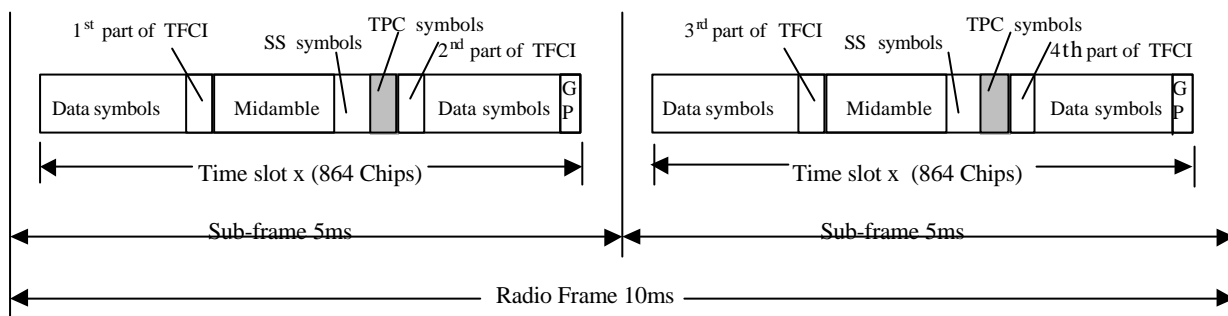 1st part of TFCI
SS symbols
TPC symbols
2nd part of TFCI
Data symbols
Midamble
Data symbols
G
P
Time slot x (864 Chips)
3rd part of TFCI
SS symbols
TPC symbols
4th part of TFCI
Data symbols
Midamble
Data symbols
G
P
Time slot x (864 Chips)
Sub-frame 5ms
Sub-frame 5ms
Radio Frame 10ms